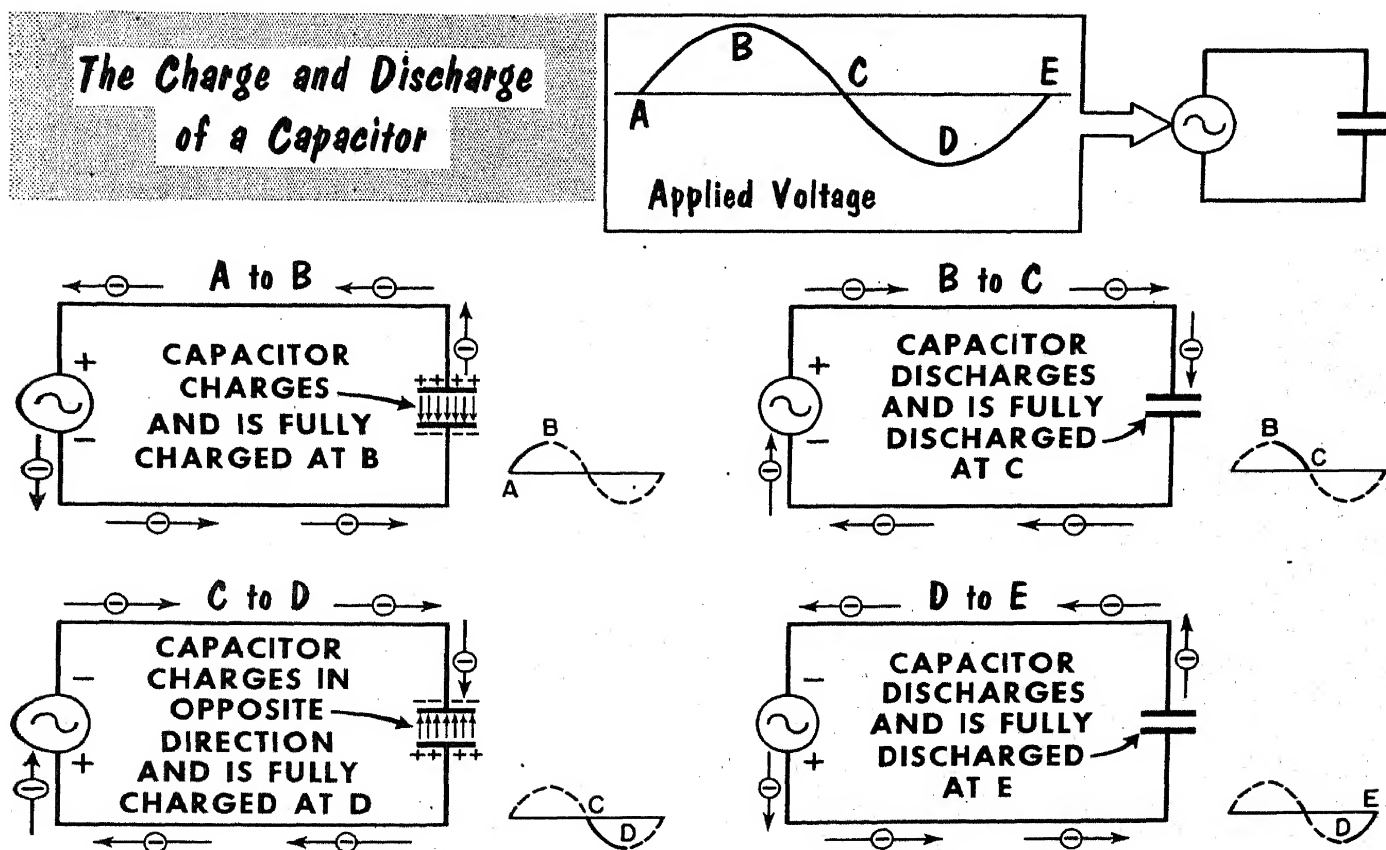 The Charge and Discharge
of a Capacitor
A
B
C
D
E
Applied Voltage
A to B
+
−
CAPACITOR
CHARGES
AND IS FULLY
CHARGED AT B
++++
−−−−
A
B
B to C
+
−
CAPACITOR
DISCHARGES
AND IS FULLY
DISCHARGED
AT C
B
C
C to D
−
+
CAPACITOR
CHARGES IN
OPPOSITE
DIRECTION
AND IS FULLY
CHARGED AT D
−−−−
++++
C
D
D to E
−
+
CAPACITOR
DISCHARGES
AND IS FULLY
DISCHARGED
AT E
D
E